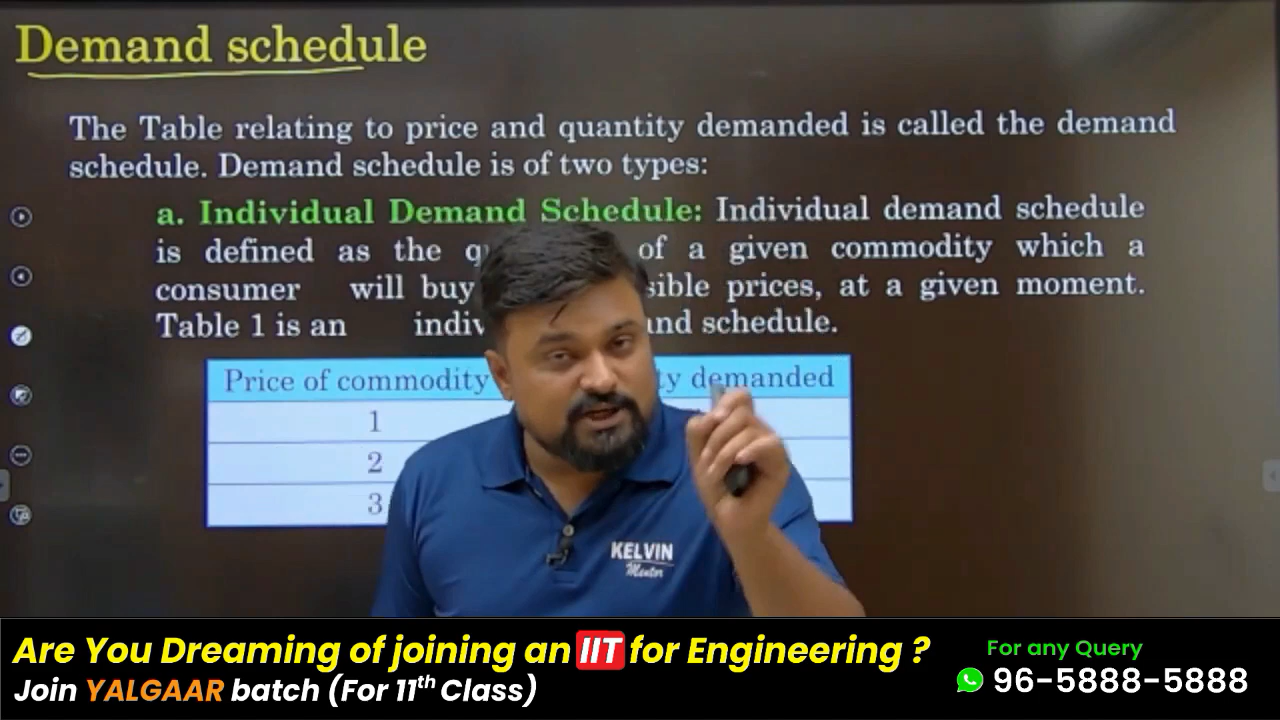 Demand schedule
The Table relating to price and quantity demanded is called the demand
schedule. Demand schedule is of two types:
a. Individual Demand Schedule: Individual demand schedule
is defined as the of a given commodity which a
consumer will buy prices, at a given moment.
Table 1 is an schedule.
Price of commodity demanded
1
2
3
KELVIN
Mentor
Are You Dreaming of joining an IIT for Engineering ?
Join YALGAAR batch (For 11th Class)
For any Query
96-5888-5888